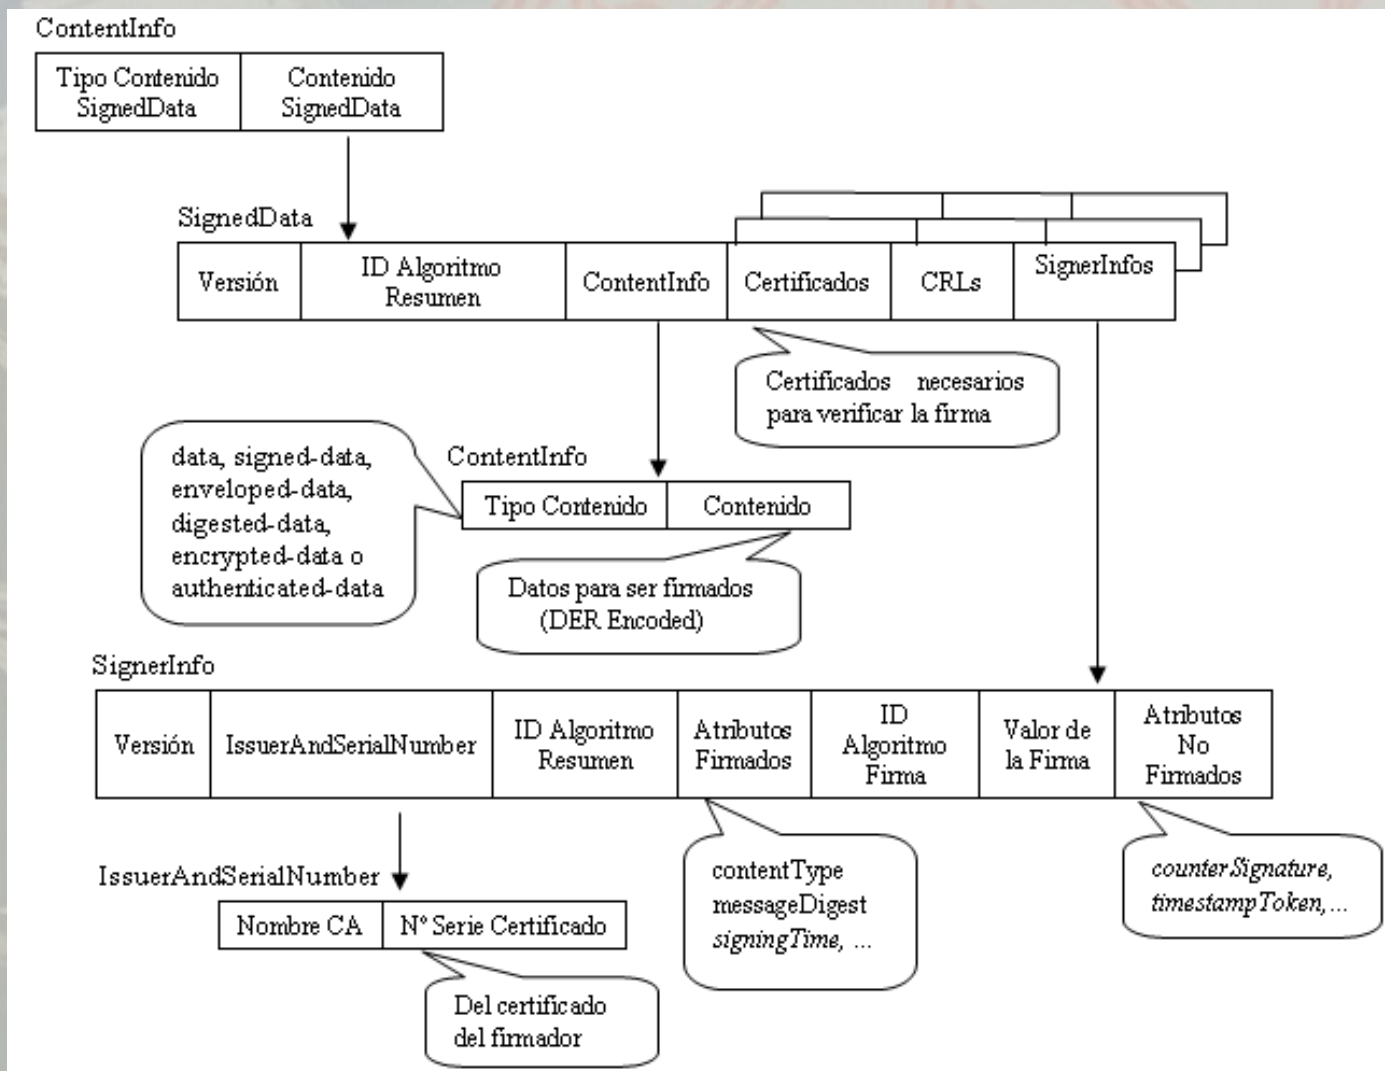 ContentInfo
Tipo Contenido
SignedData
Contenido
SignedData
SignedData
Versión
ID Algoritmo
Resumen
ContentInfo
Certificados
CRLs
SignerInfos
Certificados necesarios
para verificar la firma
data, signed-data,
enveloped-data,
digested-data,
encrypted-data o
authenticated-data
ContentInfo
Tipo Contenido
Contenido
Datos para ser firmados
(DER Encoded)
SignerInfo
Versión
IssuerAndSerialNumber
ID Algoritmo
Resumen
Atributos
Firmados
ID
Algoritmo
Firma
Valor de
la Firma
Atributos
No
Firmados
IssuerAndSerialNumber
Nombre CA
Nº Serie Certificado
contentType
messageDigest
signingTime, ...
counterSignature,
timestampToken,...
Del certificado
del firmador